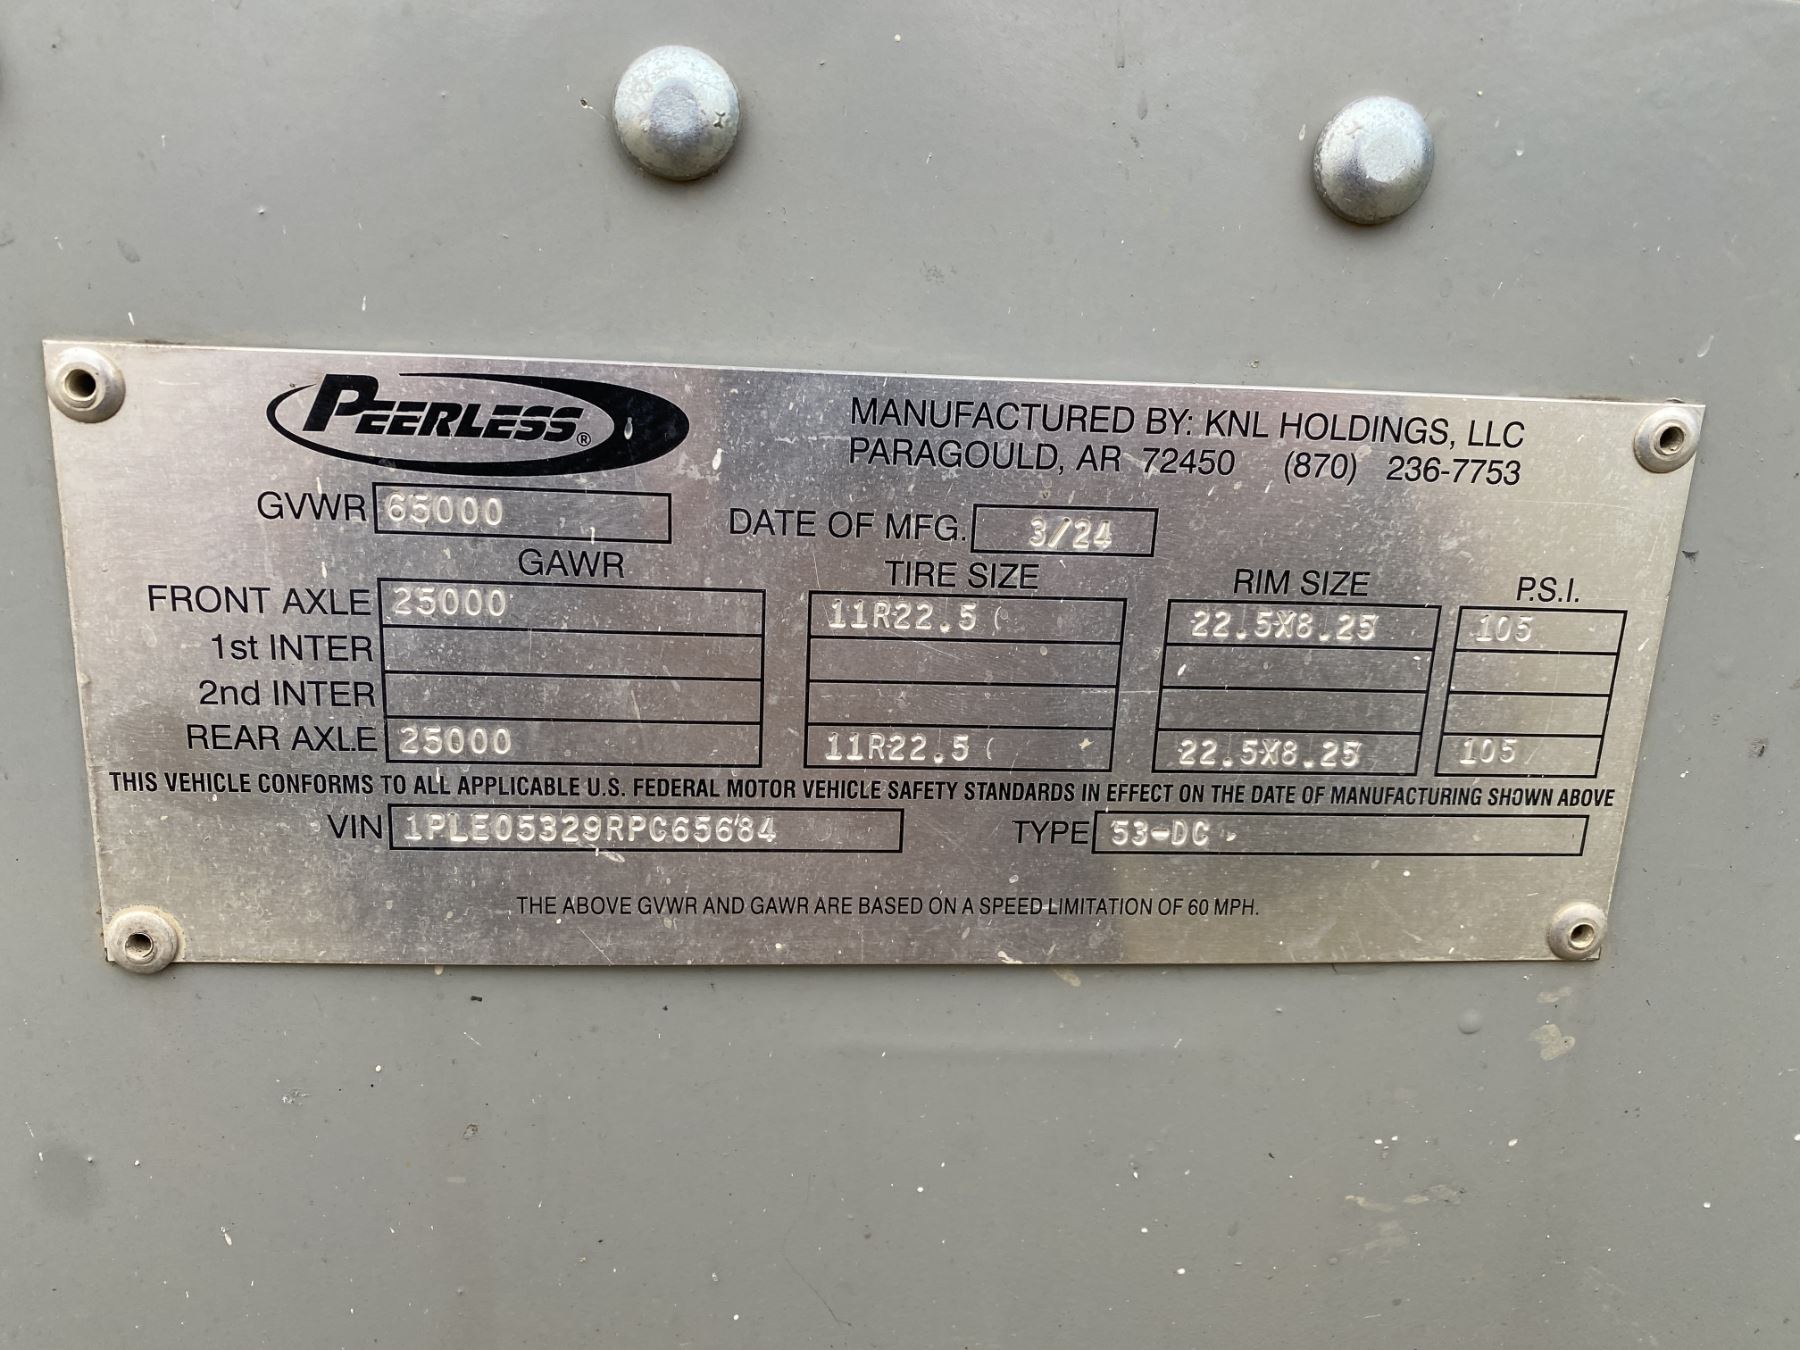 PEERLESS®
MANUFACTURED BY: KNL HOLDINGS, LLC
PARAGOULD, AR 72450 (870) 236-7753
GVWR 65000
DATE OF MFG. 3/24
GAWR TIRE SIZE RIM SIZE P.S.I.
FRONT AXLE 25000 11R22.5 22.5X8.25 105
1st INTER
2nd INTER
REAR AXLE 25000 11R22.5 22.5X8.25 105
THIS VEHICLE CONFORMS TO ALL APPLICABLE U.S. FEDERAL MOTOR VEHICLE SAFETY STANDARDS IN EFFECT ON THE DATE OF MANUFACTURING SHOWN ABOVE
VIN 1PLE05329RPC65684 TYPE 53-DC
THE ABOVE GVWR AND GAWR ARE BASED ON A SPEED LIMITATION OF 60 MPH.